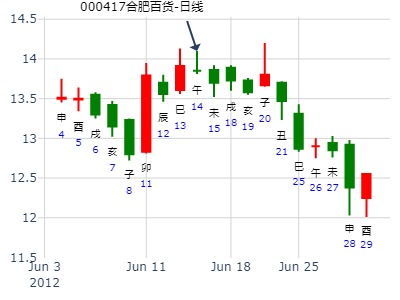 000417合肥百货-日线
14.5
14
13.5
13
12.5
12
11.5
巳
4
酉
5
戌
6
亥
7
子
8
卯
11
辰
12
巳
13
午
14
未
15
戌
18
亥
19
子
20
丑
21
巳
25
午
26
未
27
申
28
酉
29
Jun 3
2012
Jun 11
Jun 18
Jun 25